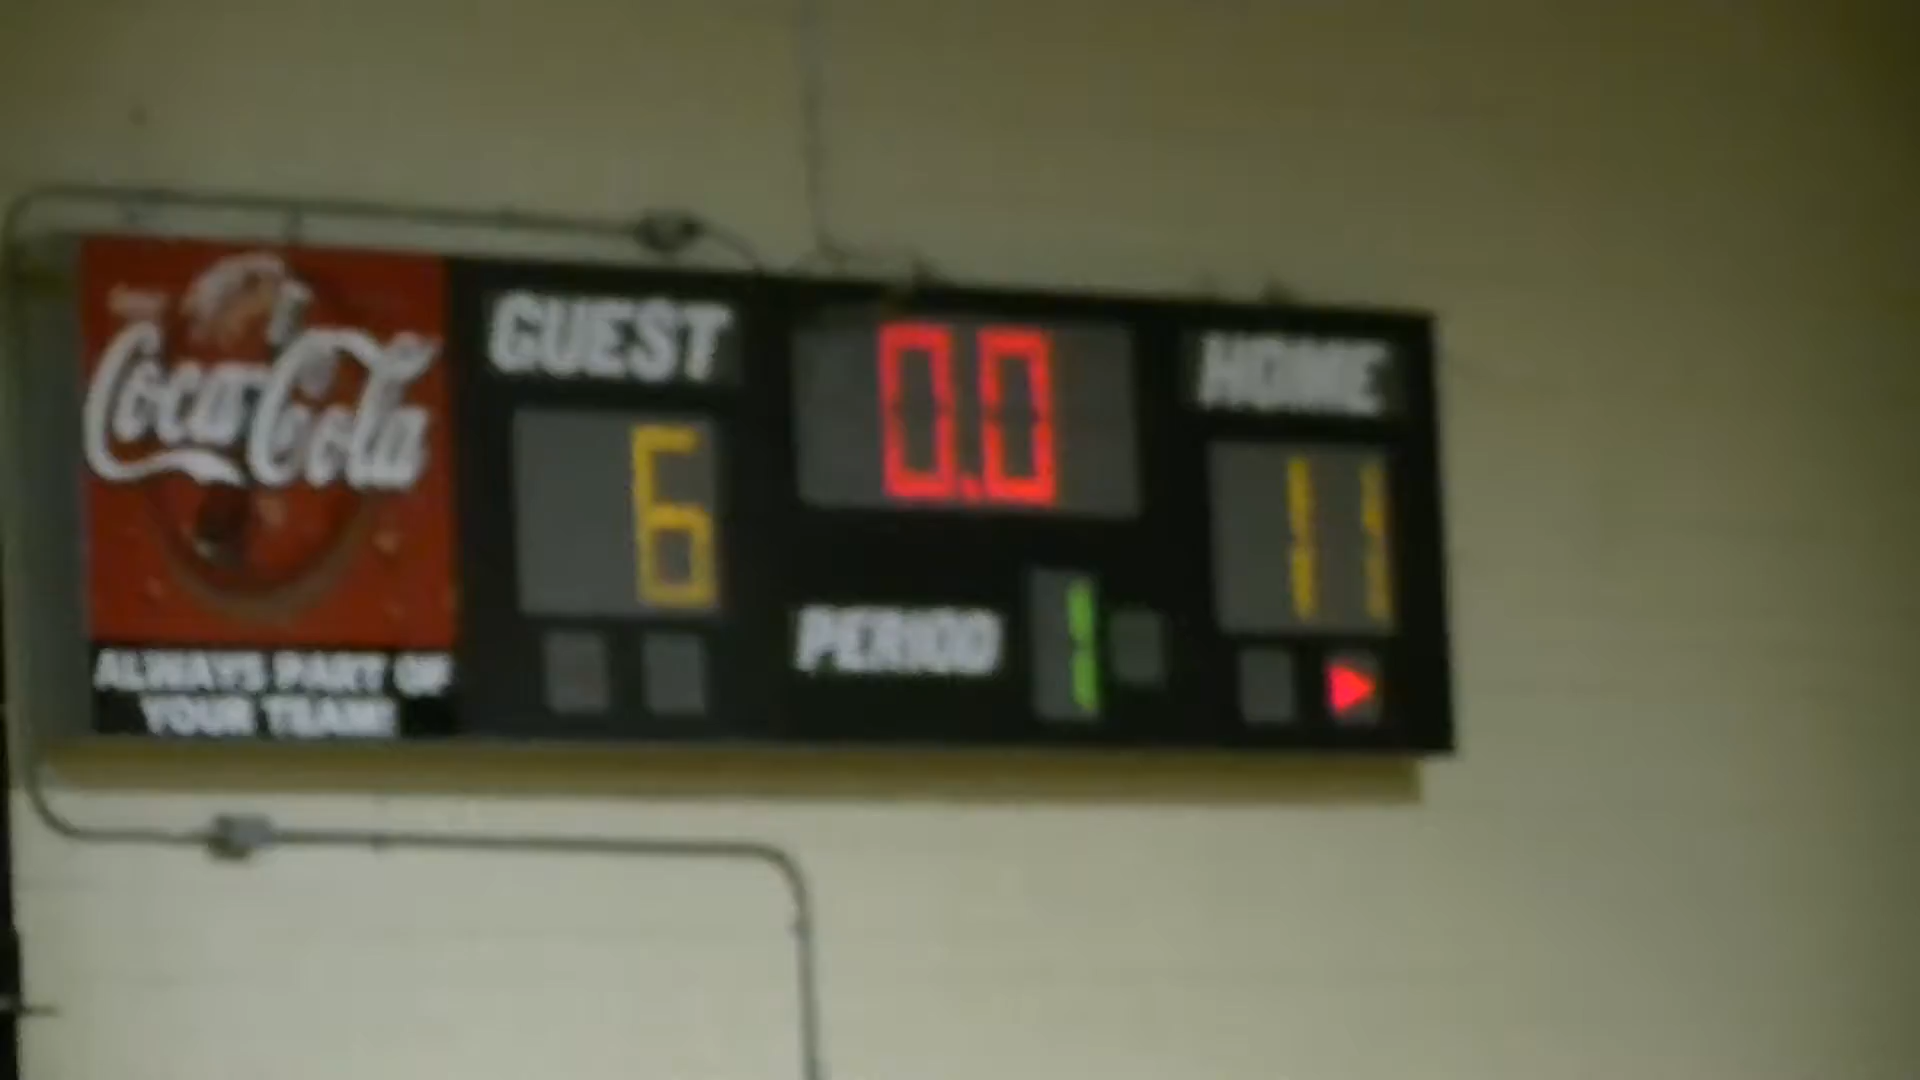 Coca-Cola
ALWAYS PART OF
YOUR TEAM!
GUEST
6
0.0
PERIOD 1
HOME
11